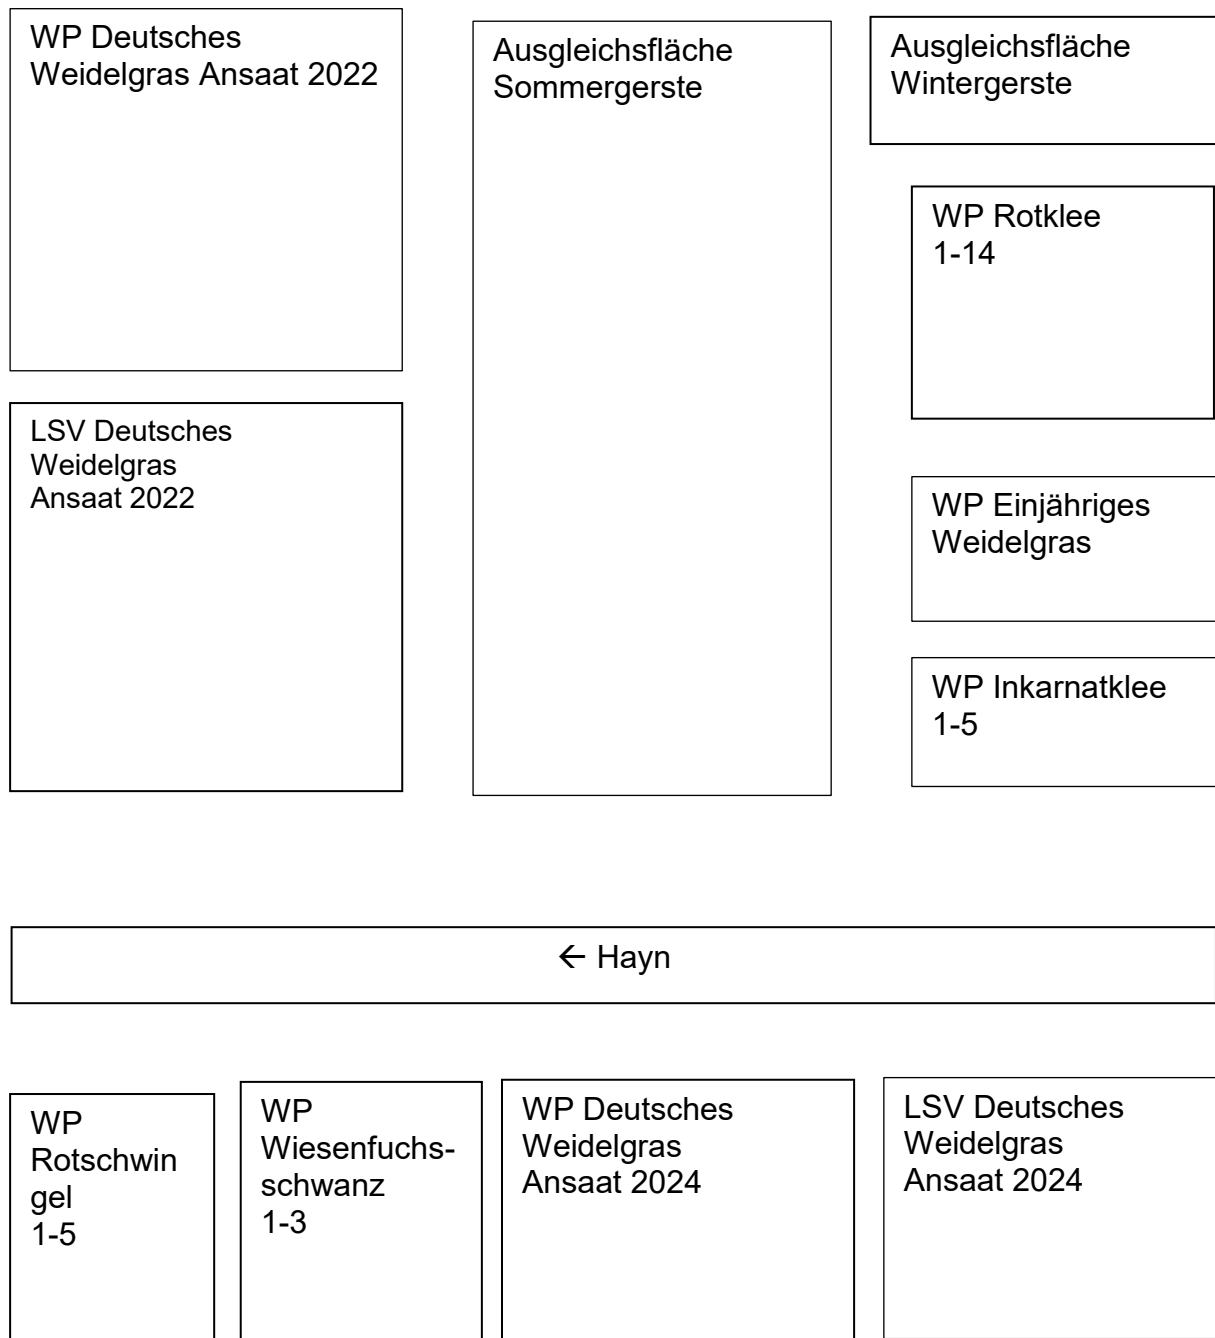 WP Deutsches
Weidelgras Ansaat 2022
Ausgleichsfläche
Sommergerste
Ausgleichsfläche
Wintergerste
WP Rotklee
1-14
LSV Deutsches
Weidelgras
Ansaat 2022
WP Einjähriges
Weidelgras
WP Inkarnatklee
1-5
← Hayn
WP
Rotschwin
gel
1-5
WP
Wiesenfuchs-
schwanz
1-3
WP Deutsches
Weidelgras
Ansaat 2024
LSV Deutsches
Weidelgras
Ansaat 2024